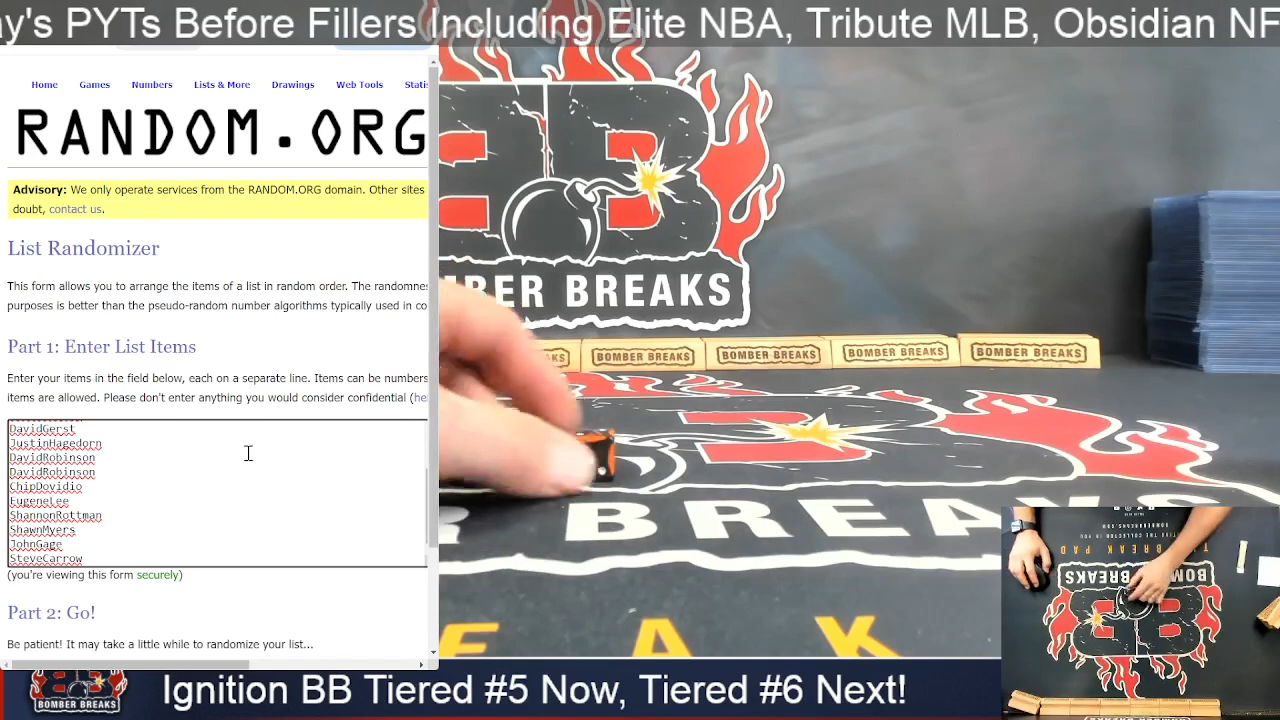 y's PYTs Before Fillers Including Elite NBA, Tribute MLB, Obsidian NF
Home Games Numbers Lists & More Drawings Web Tools Statis
RANDOM.ORG
Advisory: We only operate services from the RANDOM.ORG domain. Other sites
doubt, contact us.
List Randomizer
This form allows you to arrange the items of a list in random order. The randomnes
purposes is better than the pseudo-random number algorithms typically used in co
Part 1: Enter List Items
Enter your items in the field below, each on a separate line. Items can be numbers
items are allowed. Please don't enter anything you would consider confidential (he
DavidGerst
JustinHagedorn
DavidRobinson
DavidRobinson
ChipDovidio
EugeneLee
ShannonRottman
ShawnMyers
JohnGage
SteveCarrow
(you're viewing this form securely)
Part 2: Go!
Be patient! It may take a little while to randomize your list...
BER BREAKS
BOMBER BREAKS
BOMBER BREAKS
BOMBER BREAKS
BOMBER BREAKS
R BREA
E A K
BREAK PAD
BOMBER BREAKS
BOMBER BREAKS
Ignition BB Tiered #5 Now, Tiered #6 Next!